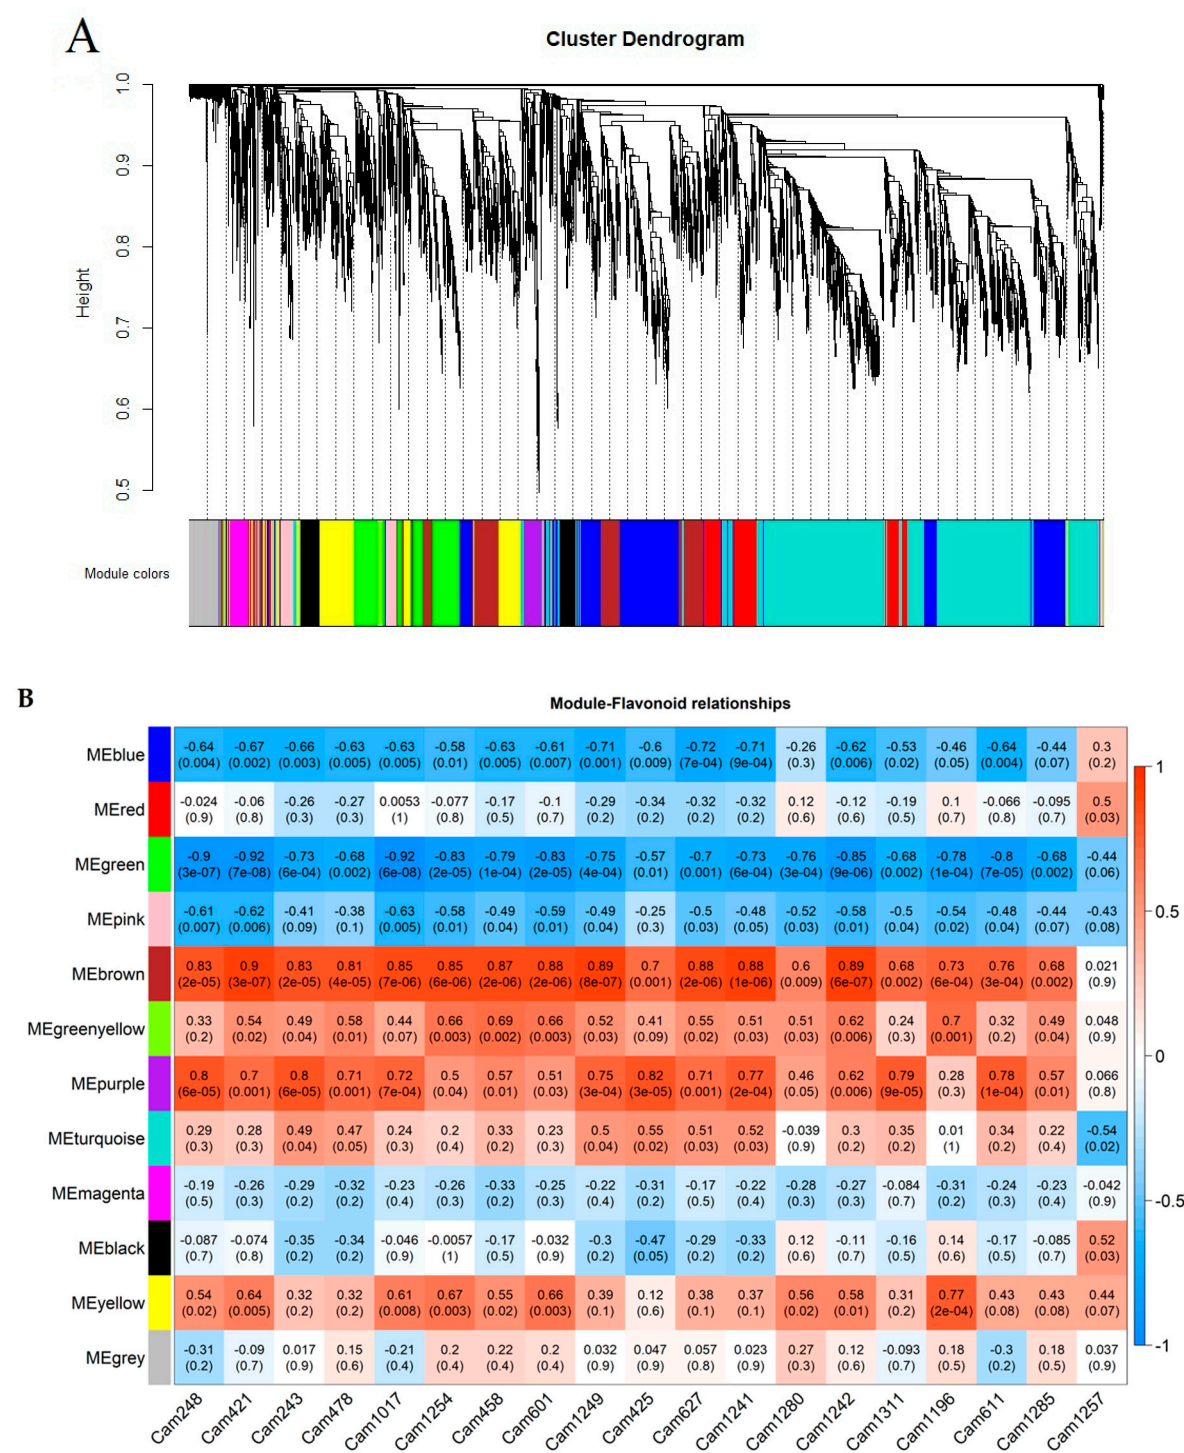 A
Cluster Dendrogram
Height
1.0
0.9
0.8
0.7
0.6
0.5
Module colors
B
Module-Flavonoid relationships
MEblue -0.64 -0.67 -0.66 -0.63 -0.63 -0.58 -0.63 -0.61 -0.71 -0.6 -0.72 -0.71 -0.26 -0.62 -0.53 -0.46 -0.64 -0.44 0.3
(0.004) (0.002) (0.003) (0.005) (0.005) (0.01) (0.005) (0.007) (0.001) (0.009) (7e-04) (9e-04) (0.3) (0.006) (0.02) (0.05) (0.004) (0.07) (0.2)
MEred -0.024 -0.06 -0.26 -0.27 0.0053 -0.077 -0.17 -0.1 -0.29 -0.34 -0.32 -0.32 0.12 -0.12 -0.19 0.1 -0.066 -0.095 0.5
(0.9) (0.8) (0.3) (0.3) (1) (0.8) (0.5) (0.7) (0.2) (0.2) (0.2) (0.2) (0.6) (0.6) (0.5) (0.7) (0.8) (0.7) (0.03)
MEgreen -0.9 -0.92 -0.73 -0.68 -0.92 -0.83 -0.79 -0.83 -0.75 -0.57 -0.7 -0.73 -0.76 -0.85 -0.68 -0.78 -0.8 -0.68 -0.44
(3e-07) (7e-08) (6e-04) (0.002) (6e-08) (2e-05) (1e-04) (2e-05) (4e-04) (0.01) (0.001) (6e-04) (3e-04) (9e-06) (0.002) (1e-04) (7e-05) (0.002) (0.06)
MEpink -0.61 -0.62 -0.41 -0.38 -0.63 -0.58 -0.49 -0.59 -0.49 -0.25 -0.5 -0.48 -0.52 -0.58 -0.5 -0.54 -0.48 -0.44 -0.43
(0.007) (0.006) (0.09) (0.1) (0.005) (0.01) (0.04) (0.01) (0.04) (0.3) (0.03) (0.05) (0.03) (0.01) (0.04) (0.02) (0.04) (0.07) (0.08)
MEbrown 0.83 0.9 0.83 0.81 0.85 0.85 0.87 0.88 0.89 0.7 0.88 0.88 0.6 0.89 0.68 0.73 0.76 0.68 0.021
(2e-05) (3e-07) (2e-05) (4e-05) (7e-06) (6e-06) (2e-06) (2e-06) (8e-07) (0.001) (2e-06) (1e-06) (0.009) (6e-07) (0.002) (6e-04) (3e-04) (0.002) (0.9)
MEgreenyellow 0.33 0.54 0.49 0.58 0.44 0.66 0.69 0.66 0.52 0.41 0.55 0.51 0.51 0.62 0.24 0.7 0.32 0.49 0.048
(0.2) (0.02) (0.04) (0.01) (0.07) (0.003) (0.002) (0.003) (0.03) (0.09) (0.02) (0.03) (0.03) (0.006) (0.3) (0.001) (0.2) (0.04) (0.9)
MEpurple 0.8 0.7 0.8 0.71 0.72 0.5 0.57 0.51 0.75 0.82 0.71 0.77 0.46 0.62 0.79 0.28 0.78 0.57 0.066
(6e-05) (0.001) (6e-05) (0.001) (7e-04) (0.04) (0.01) (0.03) (3e-04) (3e-05) (0.001) (2e-04) (0.05) (0.006) (9e-05) (0.3) (1e-04) (0.01) (0.8)
MEturquoise 0.29 0.28 0.49 0.47 0.24 0.2 0.33 0.23 0.5 0.55 0.51 0.52 -0.039 0.3 0.35 0.01 0.34 0.22 -0.54
(0.3) (0.3) (0.04) (0.05) (0.3) (0.4) (0.2) (0.3) (0.04) (0.02) (0.03) (0.03) (0.9) (0.2) (0.2) (1) (0.2) (0.4) (0.02)
MEmagenta -0.19 -0.26 -0.29 -0.32 -0.23 -0.26 -0.33 -0.25 -0.22 -0.31 -0.17 -0.22 -0.28 -0.27 -0.084 -0.31 -0.24 -0.23 -0.042
(0.5) (0.3) (0.2) (0.2) (0.4) (0.3) (0.2) (0.3) (0.4) (0.2) (0.5) (0.4) (0.3) (0.3) (0.7) (0.2) (0.3) (0.4) (0.9)
MEblack -0.087 -0.074 -0.35 -0.34 -0.046 -0.0057 -0.17 -0.032 -0.3 -0.47 -0.29 -0.33 0.12 -0.11 -0.16 0.14 -0.17 -0.085 0.52
(0.7) (0.8) (0.2) (0.2) (0.9) (1) (0.5) (0.9) (0.2) (0.05) (0.2) (0.2) (0.6) (0.7) (0.5) (0.6) (0.5) (0.7) (0.03)
MEyellow 0.54 0.64 0.32 0.32 0.61 0.67 0.55 0.66 0.39 0.12 0.38 0.37 0.56 0.58 0.31 0.77 0.43 0.43 0.44
(0.02) (0.005) (0.2) (0.2) (0.008) (0.003) (0.02) (0.003) (0.1) (0.6) (0.1) (0.1) (0.02) (0.01) (0.2) (2e-04) (0.08) (0.08) (0.07)
MEgrey -0.31 -0.09 0.017 0.15 -0.21 0.2 0.22 0.2 0.032 0.047 0.057 0.023 0.27 0.12 -0.093 0.18 -0.3 0.18 0.037
(0.2) (0.7) (0.9) (0.6) (0.4) (0.4) (0.4) (0.4) (0.9) (0.9) (0.8) (0.9) (0.3) (0.6) (0.7) (0.5) (0.2) (0.5) (0.9)
Cam248 Cam421 Cam243 Cam478 Cam1017 Cam1254 Cam458 Cam601 Cam1249 Cam425 Cam627 Cam1241 Cam1280 Cam1242 Cam1311 Cam1196 Cam611 Cam1285 Cam1257
1
0.5
0
-0.5
-1